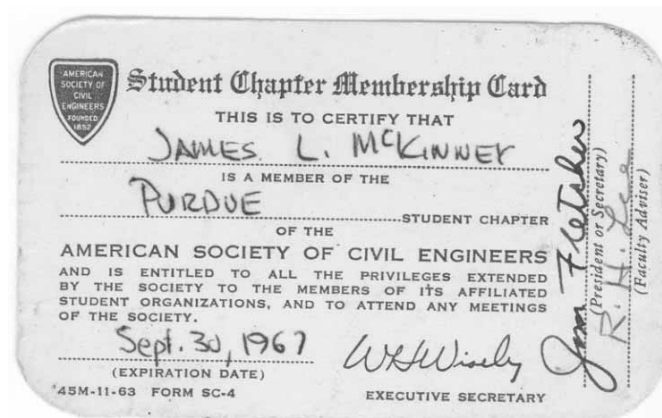 AMERICAN
SOCIETY OF
CIVIL
ENGINEERS
FOUNDED
1852
Student Chapter Membership Card
THIS IS TO CERTIFY THAT
JAMES L. McKINNEY
IS A MEMBER OF THE
PURDUE
STUDENT CHAPTER
OF THE
AMERICAN SOCIETY OF CIVIL ENGINEERS
AND IS ENTITLED TO ALL THE PRIVILEGES EXTENDED
BY THE SOCIETY TO THE MEMBERS OF ITS AFFILIATED
STUDENT ORGANIZATIONS, AND TO ATTEND ANY MEETINGS
OF THE SOCIETY.
Sept. 30, 1967
(EXPIRATION DATE)
45M-11-63 FORM SC-4
WHWisely
EXECUTIVE SECRETARY
Fletcher
(President or Secretary)
R. H. Lee
(Faculty Adviser)